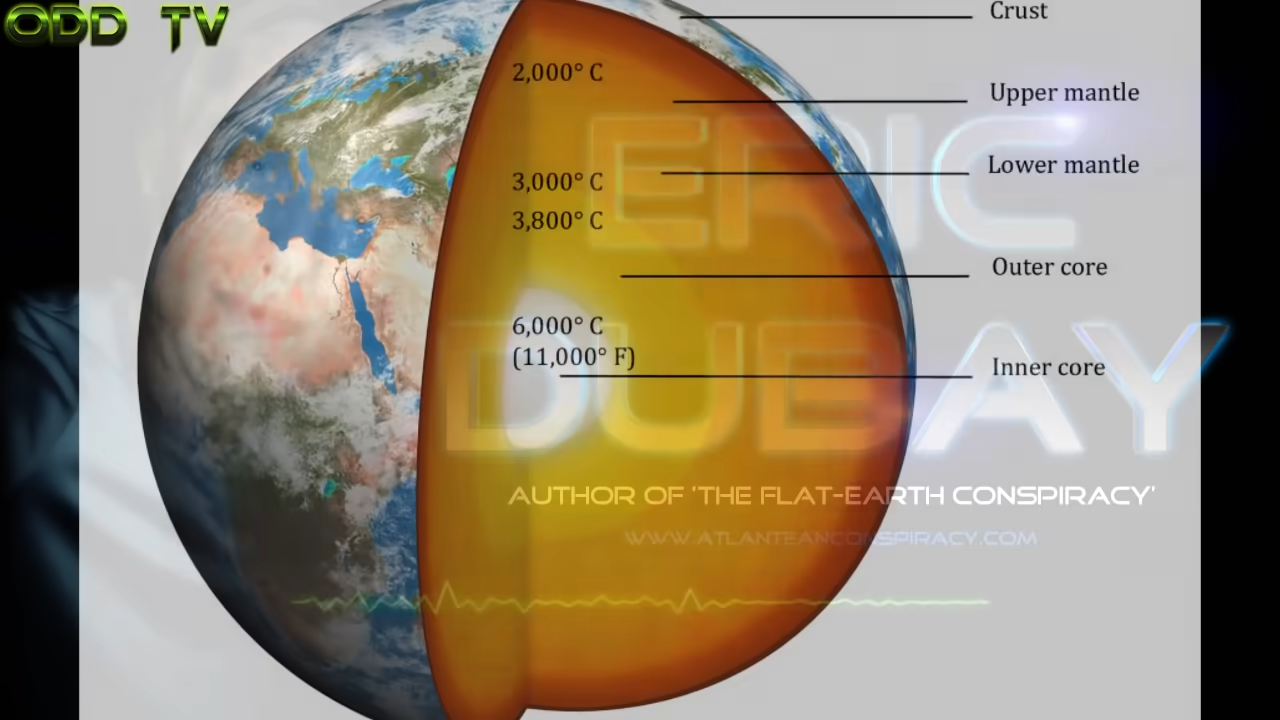 ODD TV
Crust
2,000° C
Upper mantle
ERIC
Lower mantle
3,000° C
3,800° C
Outer core
6,000° C
DUBAY
(11,000° F)
Inner core
AUTHOR OF 'THE FLAT-EARTH CONSPIRACY'
WWW.ATLANTEANCONSPIRACY.COM